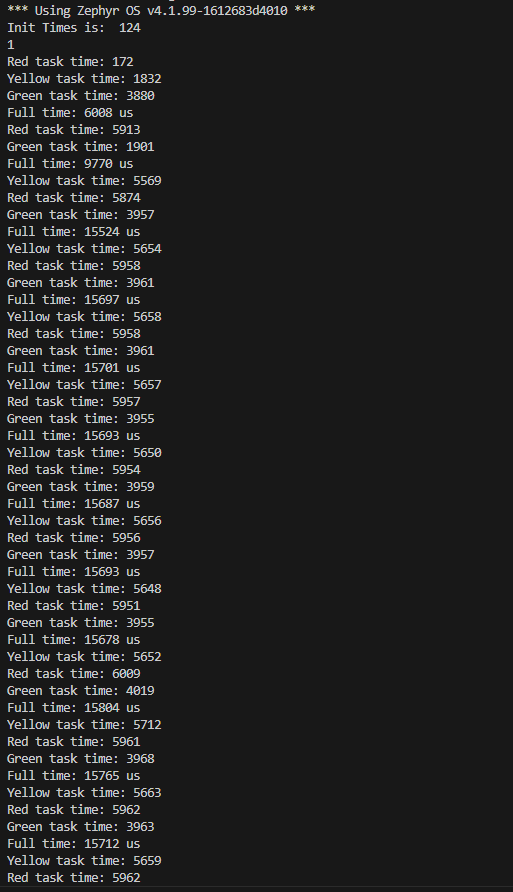 *** Using Zephyr OS v4.1.99-1612683d4010 ***
Init Times is:  124
1
Red task time: 172
Yellow task time: 1832
Green task time: 3880
Full time: 6008 us
Red task time: 5913
Green task time: 1901
Full time: 9770 us
Yellow task time: 5569
Red task time: 5874
Green task time: 3957
Full time: 15524 us
Yellow task time: 5654
Red task time: 5958
Green task time: 3961
Full time: 15697 us
Yellow task time: 5658
Red task time: 5958
Green task time: 3961
Full time: 15701 us
Yellow task time: 5657
Red task time: 5957
Green task time: 3955
Full time: 15693 us
Yellow task time: 5650
Red task time: 5954
Green task time: 3959
Full time: 15687 us
Yellow task time: 5656
Red task time: 5956
Green task time: 3957
Full time: 15693 us
Yellow task time: 5648
Red task time: 5951
Green task time: 3955
Full time: 15678 us
Yellow task time: 5652
Red task time: 6009
Green task time: 4019
Full time: 15804 us
Yellow task time: 5712
Red task time: 5961
Green task time: 3968
Full time: 15765 us
Yellow task time: 5663
Red task time: 5962
Green task time: 3963
Full time: 15712 us
Yellow task time: 5659
Red task time: 5962